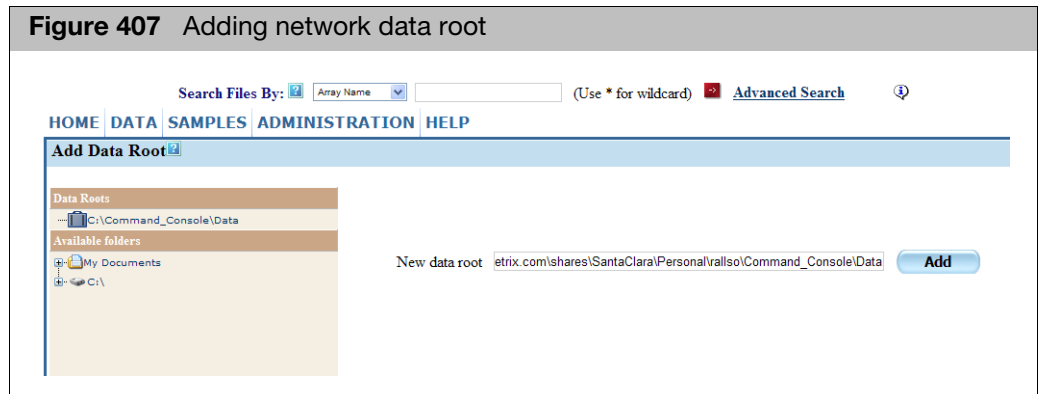 Figure 407 Adding network data root
Search Files By: ? Array Name (Use * for wildcard) Advanced Search
HOME DATA SAMPLES ADMINISTRATION HELP
Add Data Root ?
Data Roots
C:\Command_Console\Data
Available folders
My Documents
C:\
New data root etrix.com\shares\SantaClara\Personal\rallso\Command_Console\Data Add